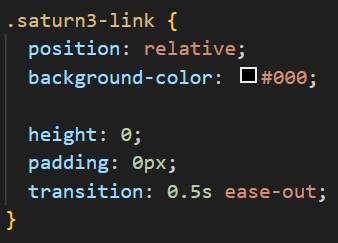 .saturn3-link {
position: relative;
background-color: #000;
height: 0;
padding: 0px;
transition: 0.5s ease-out;
}